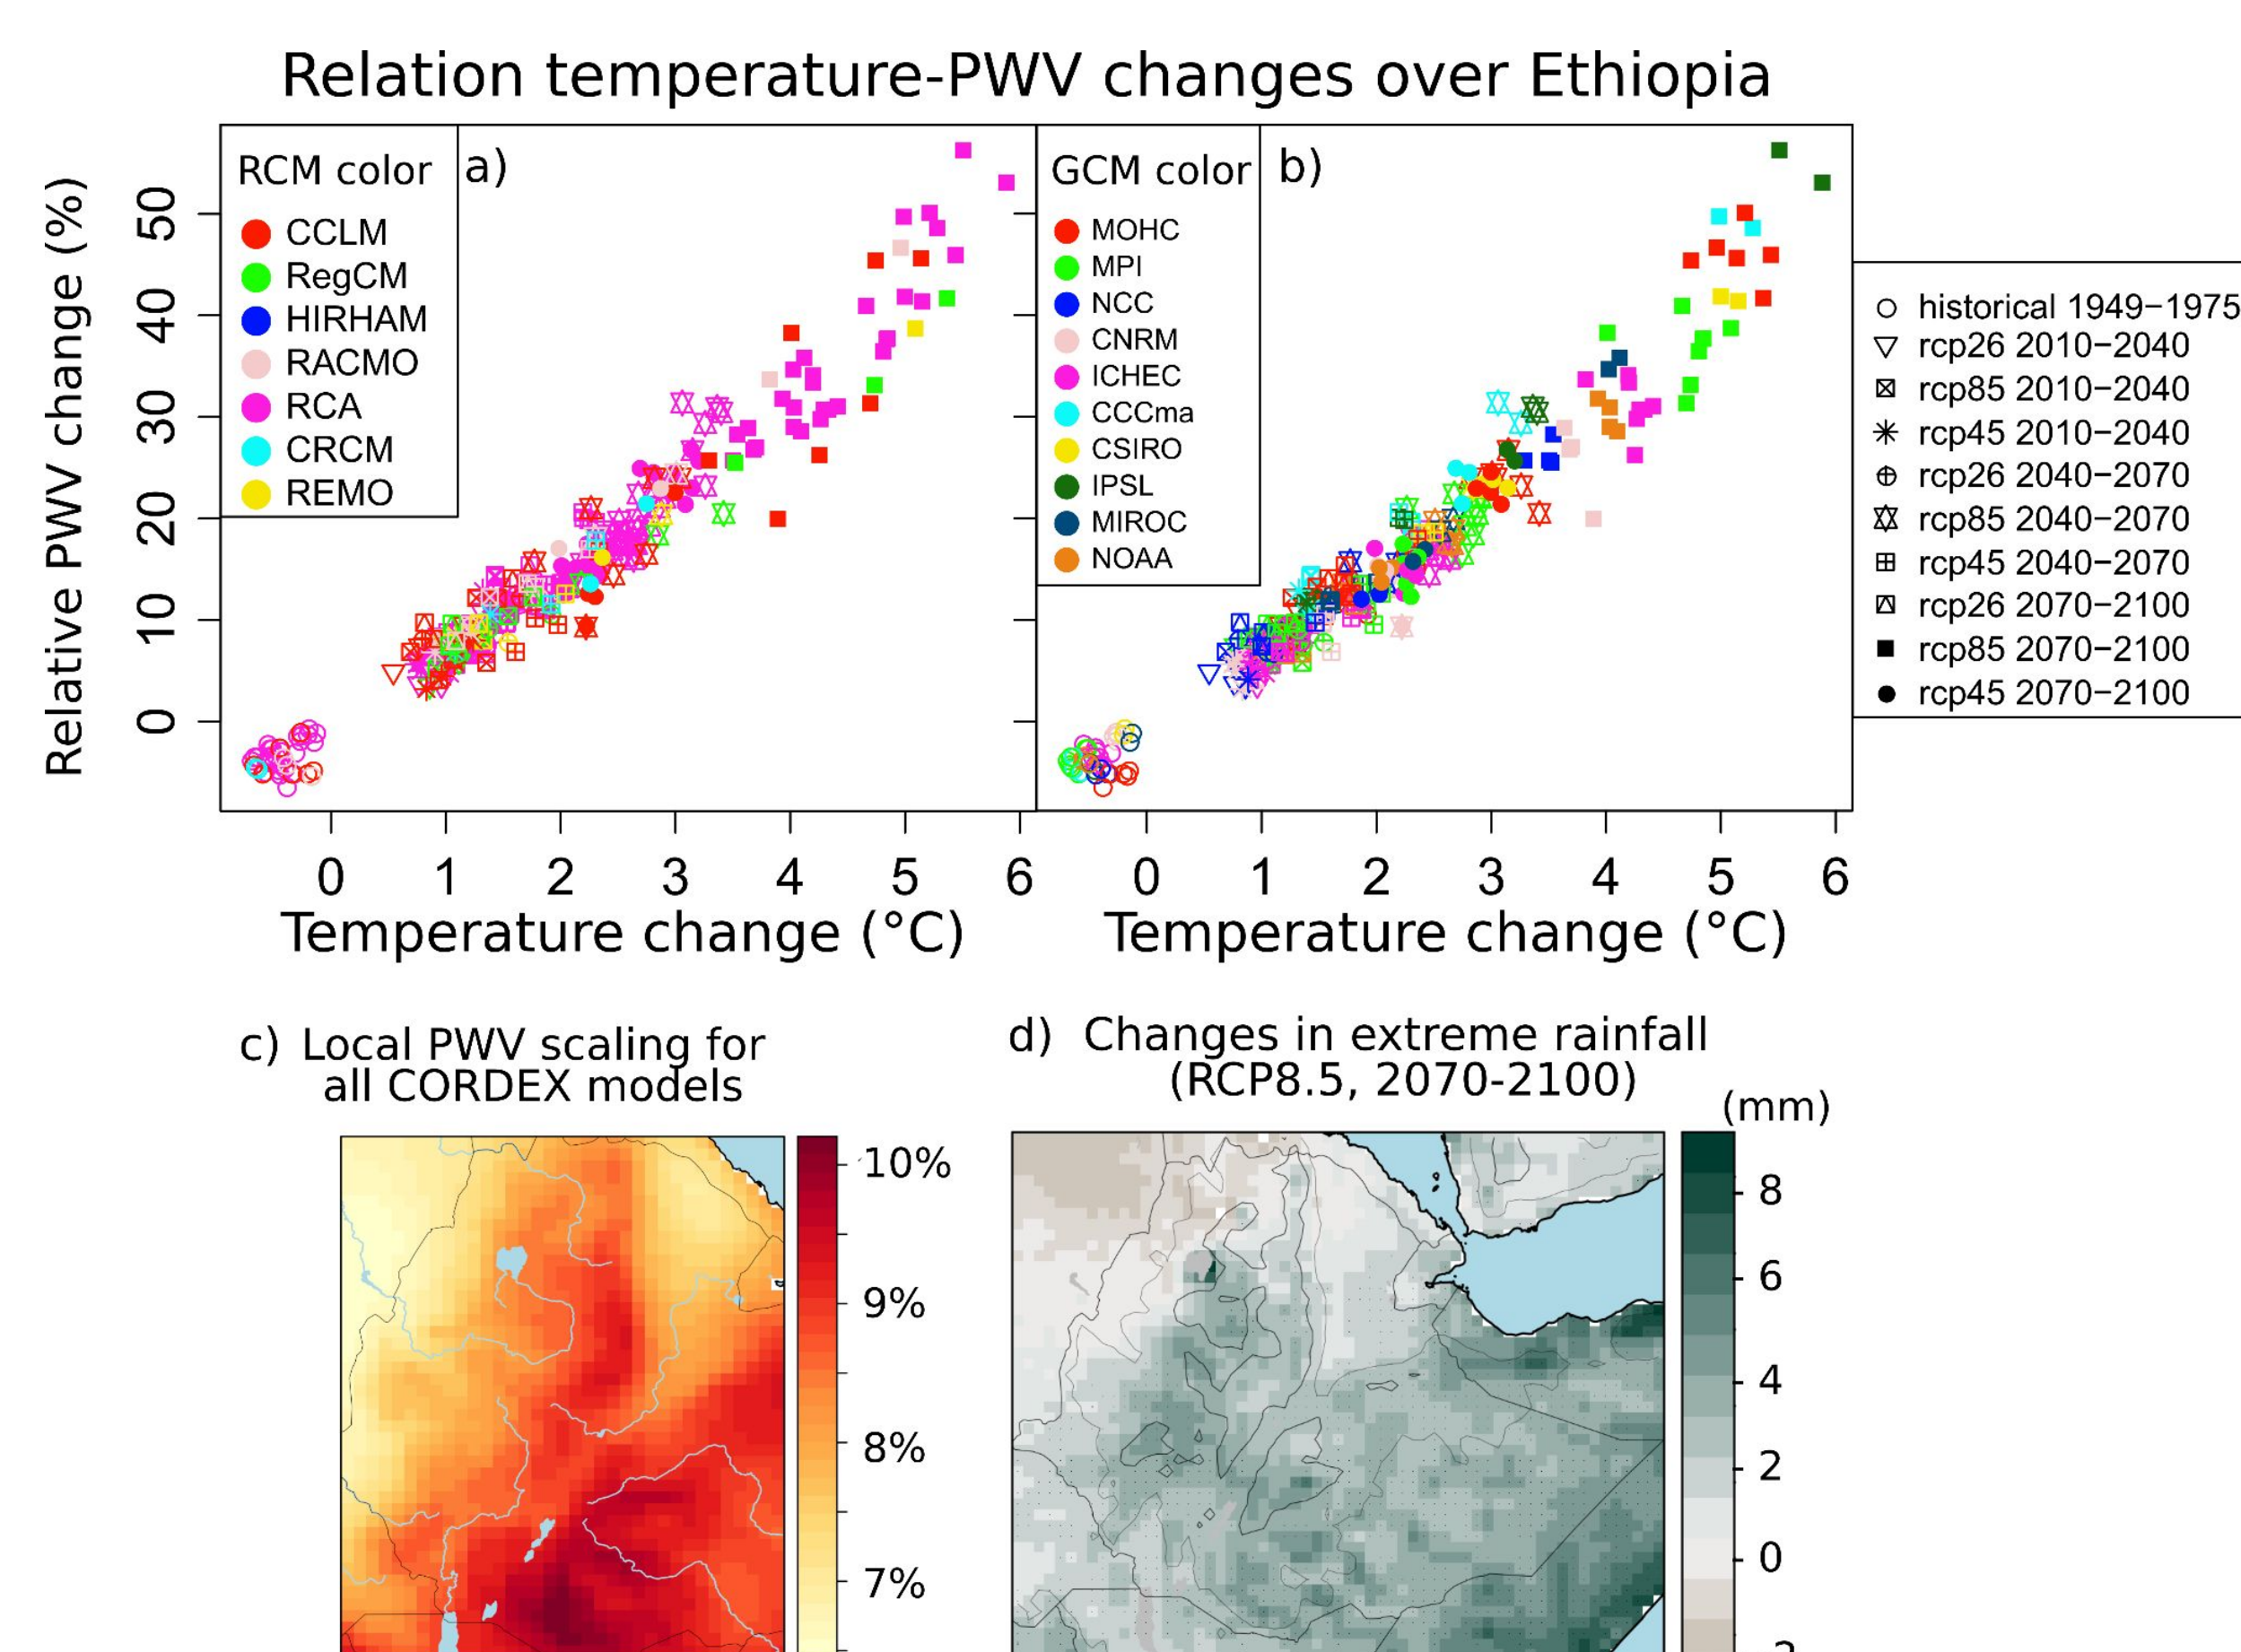 Relation temperature-PWV changes over Ethiopia
Relative PWV change (%)
50
40
30
20
10
0
RCM color
a)
CCLM
RegCM
HIRHAM
RACMO
RCA
CRCM
REMO
GCM color
b)
MOHC
MPI
NCC
CNRM
ICHEC
CCCma
CSIRO
IPSL
MIROC
NOAA
historical 1949−1975
rcp26 2010−2040
rcp85 2010−2040
rcp45 2010−2040
rcp26 2040−2070
rcp85 2040−2070
rcp45 2040−2070
rcp26 2070−2100
rcp85 2070−2100
rcp45 2070−2100
0 1 2 3 4 5 6
0 1 2 3 4 5 6
Temperature change (°C)
Temperature change (°C)
c) Local PWV scaling for
all CORDEX models
10%
9%
8%
7%
d) Changes in extreme rainfall
(RCP8.5, 2070-2100)
(mm)
8
6
4
2
0